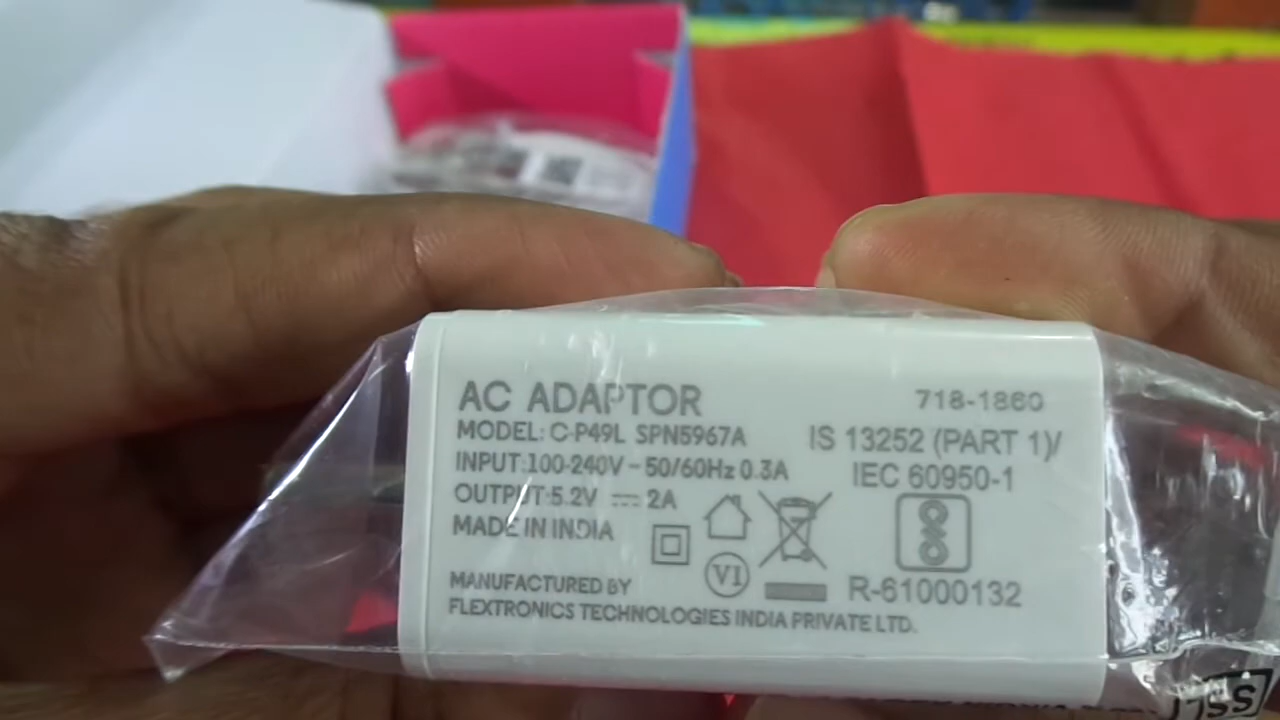 AC ADAPTOR
MODEL: C-P49L SPN5967A
INPUT:100-240V ~ 50/60Hz 0.3A
OUTPUT:5.2V ⎓ 2A
MADE IN INDIA
MANUFACTURED BY
FLEXTRONICS TECHNOLOGIES INDIA PRIVATE LTD.
718-1860
IS 13252 (PART 1)/
IEC 60950-1
VI
R-61000132